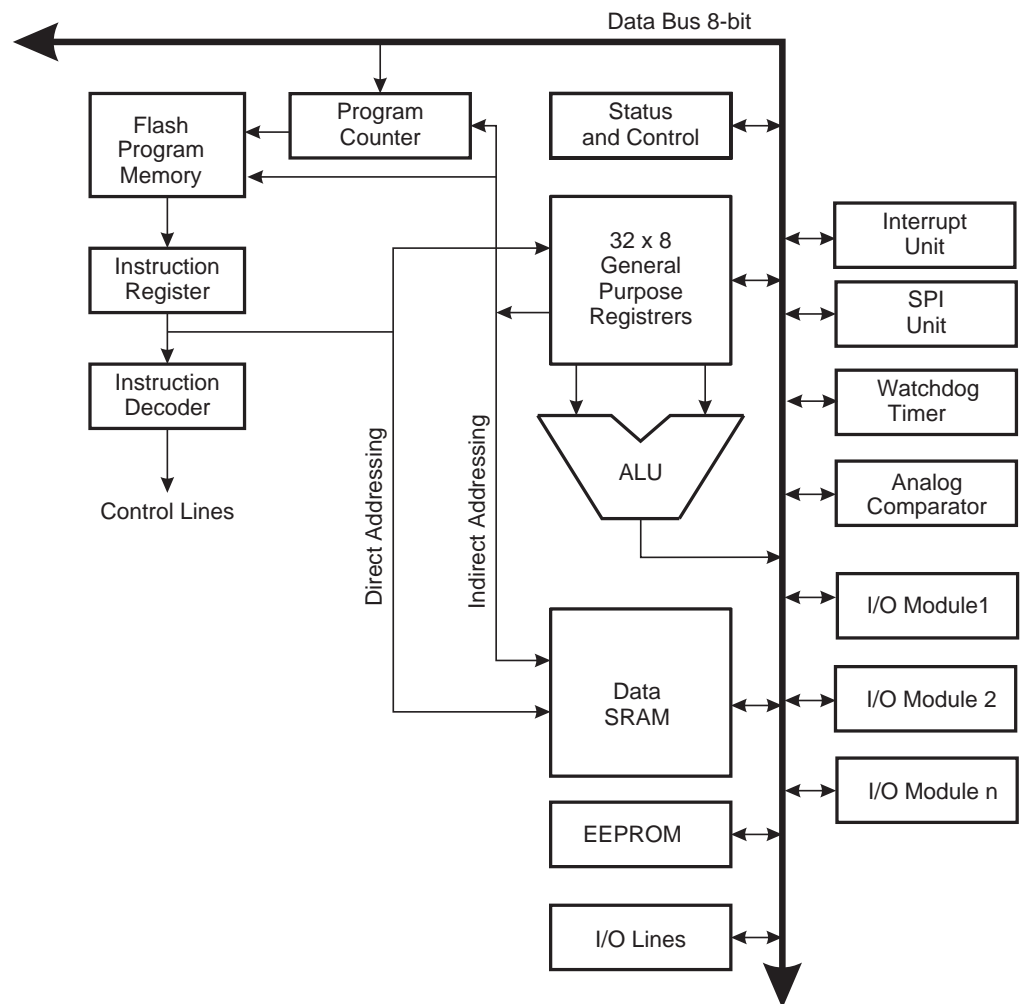 Data Bus 8-bit
Flash
Program
Memory
Program
Counter
Status
and Control
32 x 8
General
Purpose
Registrers
Interrupt
Unit
Instruction
Register
SPI
Unit
Instruction
Decoder
Watchdog
Timer
Control Lines
Direct Addressing
Indirect Addressing
ALU
Analog
Comparator
I/O Module1
Data
SRAM
I/O Module 2
I/O Module n
EEPROM
I/O Lines